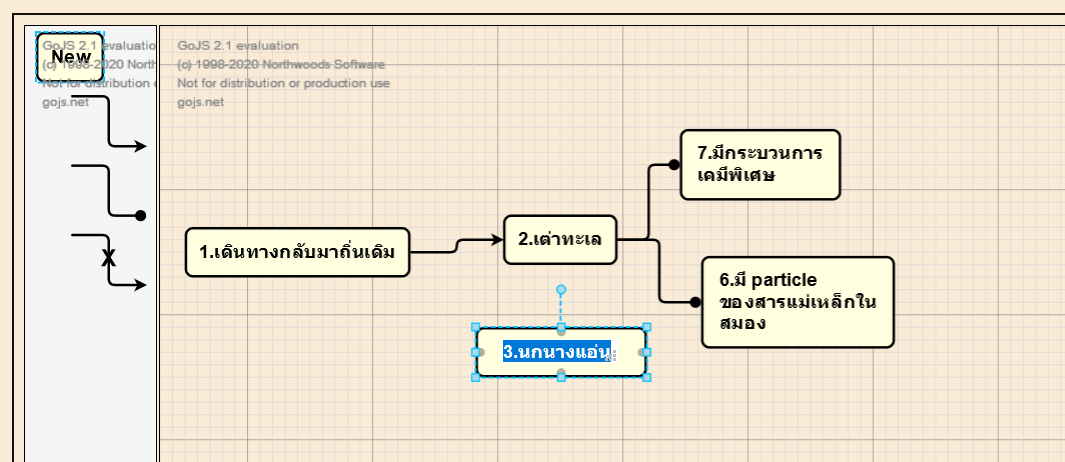 New
GoJS 2.1 evaluatio
(c) 1998-2020 North
Not for distribution
gojs.net
GoJS 2.1 evaluation
(c) 1998-2020 Northwoods Software
Not for distribution or production use
gojs.net
X
1.เดินทางกลับมาถิ่นเดิม
2.เต่าทะเล
7.มีกระบวนการ
เคมีพิเศษ
6.มี particle
ของสารแม่เหล็กใน
สมอง
3.นกนางแอ่น